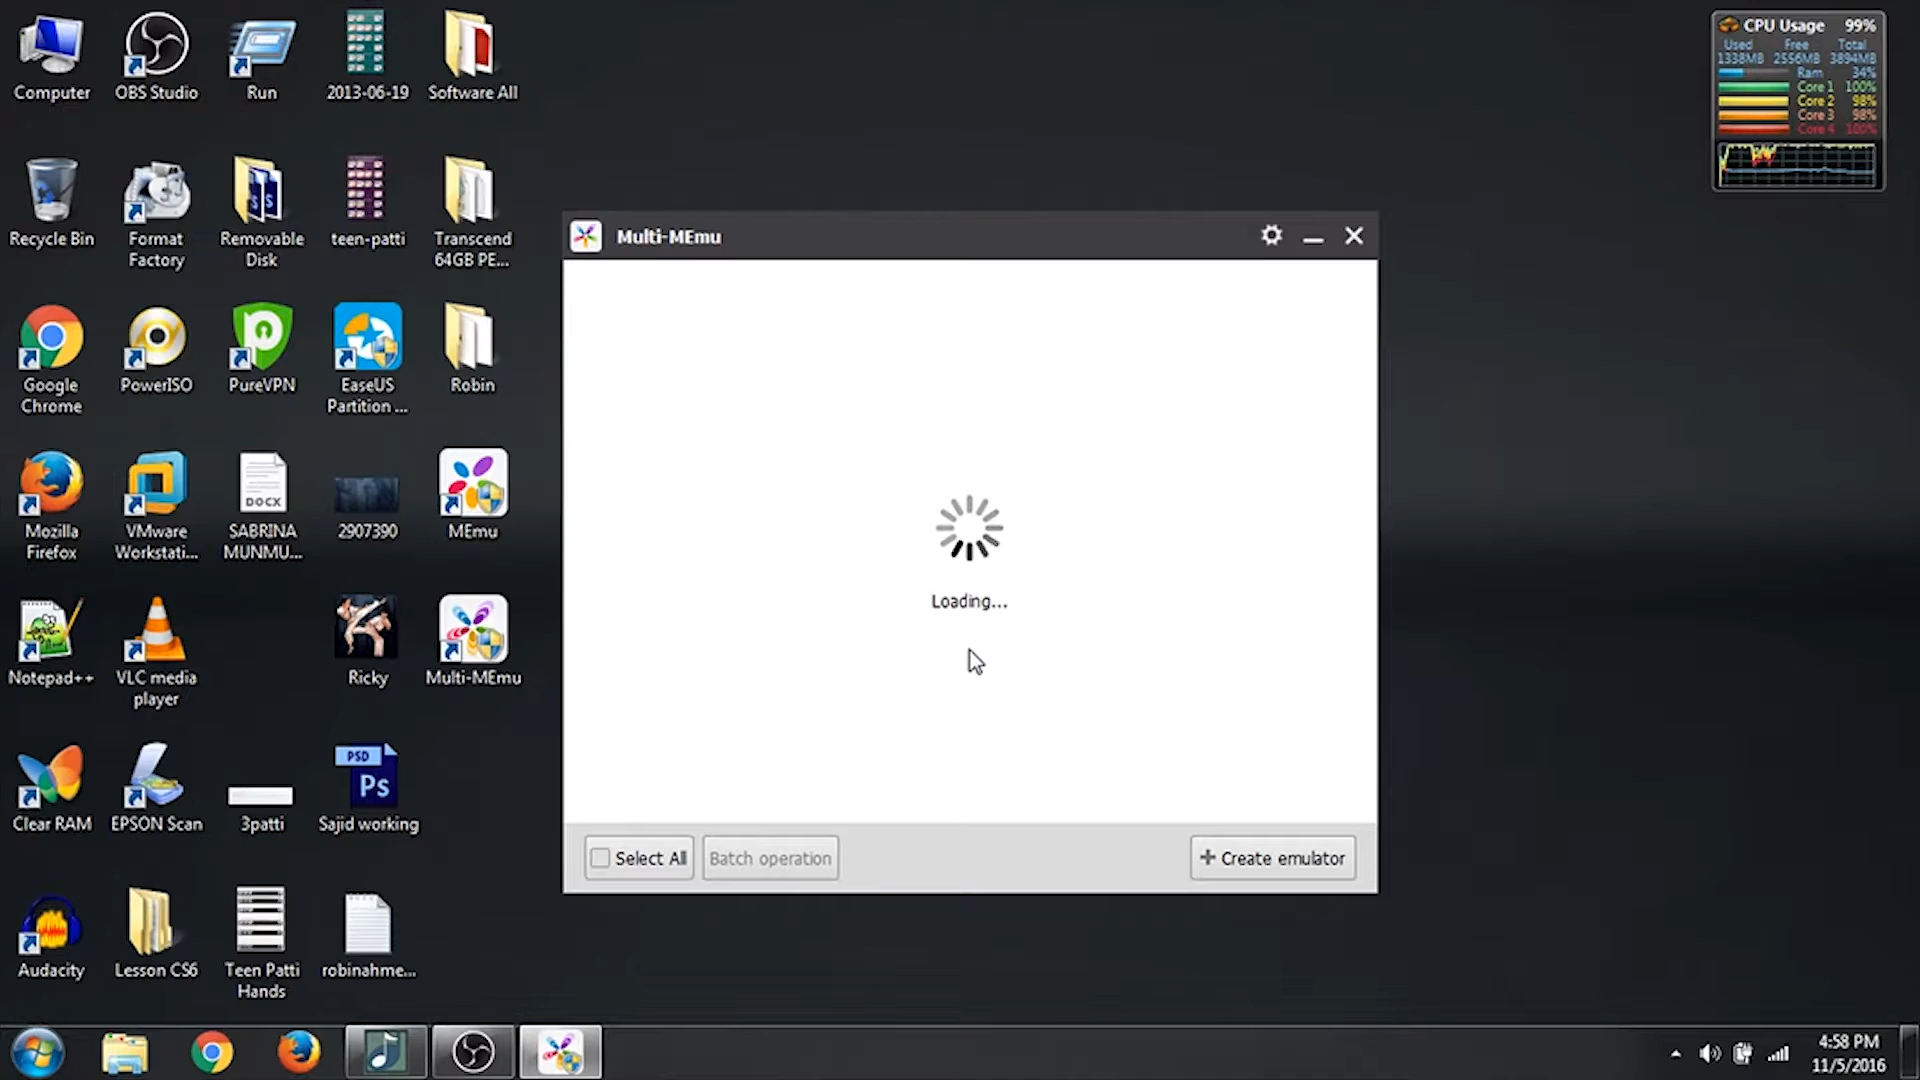 Computer
OBS Studio
Run
2013-06-19
Software All
Recycle Bin
Format
Factory
Removable
Disk
teen-patti
Transcend
64GB PE...
Google
Chrome
PowerISO
PureVPN
EaseUS
Partition ...
Robin
Mozilla
Firefox
VMware
Workstati...
DOCX
SABRINA
MUNMU...
2907390
MEmu
Notepad++
VLC media
player
Ricky
Multi-MEmu
Clear RAM
EPSON Scan
3patti
PSD
Ps
Sajid working
Audacity
Lesson CS6
Teen Patti
Hands
robinahme...
Multi-MEmu
Loading...
Select All
Batch operation
+ Create emulator
CPU Usage 99%
Used Free Total
1338MB 2556MB 3894MB
Ram 34%
Core 1 100%
Core 2 98%
Core 3 98%
Core 4 100%
4:58 PM
11/5/2016